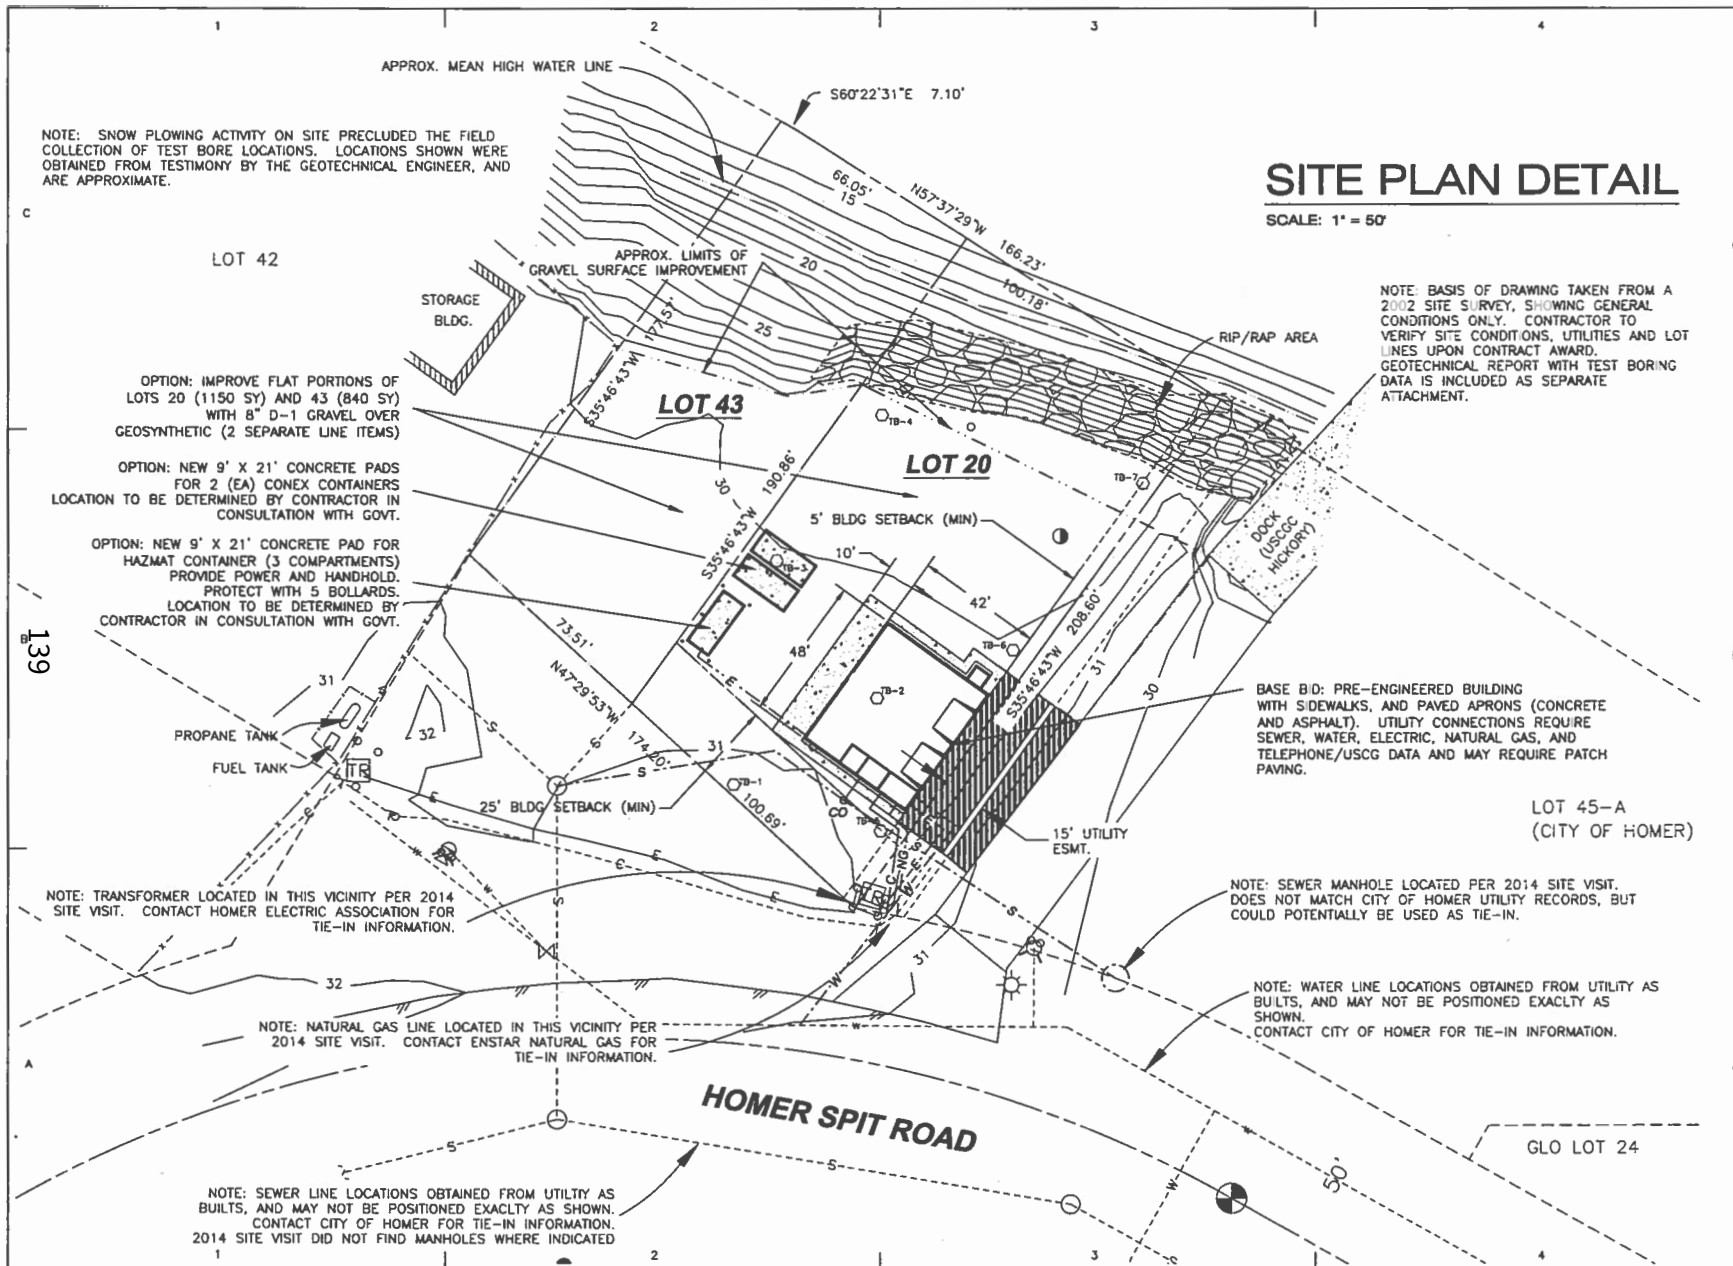 1 2 3 4
APPROX. MEAN HIGH WATER LINE
S60°22'31"E 7.10'
NOTE: SNOW PLOWING ACTIVITY ON SITE PRECLUDED THE FIELD
COLLECTION OF TEST BORE LOCATIONS. LOCATIONS SHOWN WERE
OBTAINED FROM TESTIMONY BY THE GEOTECHNICAL ENGINEER, AND
ARE APPROXIMATE.
SITE PLAN DETAIL
SCALE: 1" = 50'
C
66.05'
15
N57°37'29"W
166.23'
100.18'
LOT 42
APPROX. LIMITS OF
GRAVEL SURFACE IMPROVEMENT
20
25
STORAGE
BLDG.
177.57'
S35°46'43"W
NOTE: BASIS OF DRAWING TAKEN FROM A
2002 SITE SURVEY, SHOWING GENERAL
CONDITIONS ONLY. CONTRACTOR TO
VERIFY SITE CONDITIONS, UTILITIES AND LOT
LINES UPON CONTRACT AWARD.
GEOTECHNICAL REPORT WITH TEST BORING
DATA IS INCLUDED AS SEPARATE
ATTACHMENT.
RIP/RAP AREA
OPTION: IMPROVE FLAT PORTIONS OF
LOTS 20 (1150 SY) AND 43 (840 SY)
WITH 8" D-1 GRAVEL OVER
GEOSYNTHETIC (2 SEPARATE LINE ITEMS)
LOT 43
TB-4
LOT 20
OPTION: NEW 9' X 21' CONCRETE PADS
FOR 2 (EA) CONEX CONTAINERS
LOCATION TO BE DETERMINED BY CONTRACTOR IN
CONSULTATION WITH GOVT.
30
190.86'
S35°46'43"W
TB-7
5' BLDG SETBACK (MIN)
DOCK
(USCGC
HICKORY)
OPTION: NEW 9' X 21' CONCRETE PAD FOR
HAZMAT CONTAINER (3 COMPARTMENTS)
PROVIDE POWER AND HANDHOLD.
PROTECT WITH 5 BOLLARDS.
LOCATION TO BE DETERMINED BY
CONTRACTOR IN CONSULTATION WITH GOVT.
10'
TB-3
42'
208.60'
S35°46'43"W
B
139
73.51'
N47°29'53"W
174.20'
100.69'
48'
TB-6
TB-2
31
30
31
E
S
S
PROPANE TANK
32
FUEL TANK
TR
BASE BID: PRE-ENGINEERED BUILDING
WITH SIDEWALKS, AND PAVED APRONS (CONCRETE
AND ASPHALT). UTILITY CONNECTIONS REQUIRE
SEWER, WATER, ELECTRIC, NATURAL GAS, AND
TELEPHONE/USCG DATA AND MAY REQUIRE PATCH
PAVING.
31
S
TB-1
25' BLDG SETBACK (MIN)
CO
15' UTILITY
ESMT.
LOT 45-A
(CITY OF HOMER)
E
E
E
NG
W
S
NOTE: TRANSFORMER LOCATED IN THIS VICINITY PER 2014
SITE VISIT. CONTACT HOMER ELECTRIC ASSOCIATION FOR
TIE-IN INFORMATION.
NOTE: SEWER MANHOLE LOCATED PER 2014 SITE VISIT.
DOES NOT MATCH CITY OF HOMER UTILITY RECORDS, BUT
COULD POTENTIALLY BE USED AS TIE-IN.
31
32
W
NOTE: NATURAL GAS LINE LOCATED IN THIS VICINITY PER
2014 SITE VISIT. CONTACT ENSTAR NATURAL GAS FOR
TIE-IN INFORMATION.
NOTE: WATER LINE LOCATIONS OBTAINED FROM UTILITY AS
BUILTS, AND MAY NOT BE POSITIONED EXACLTY AS
SHOWN.
CONTACT CITY OF HOMER FOR TIE-IN INFORMATION.
A
HOMER SPIT ROAD
S
S
W
W
50'
GLO LOT 24
NOTE: SEWER LINE LOCATIONS OBTAINED FROM UTILTIY AS
BUILTS, AND MAY NOT BE POSITIONED EXACLTY AS SHOWN.
CONTACT CITY OF HOMER FOR TIE-IN INFORMATION.
2014 SITE VISIT DID NOT FIND MANHOLES WHERE INDICATED
1 2 3 4